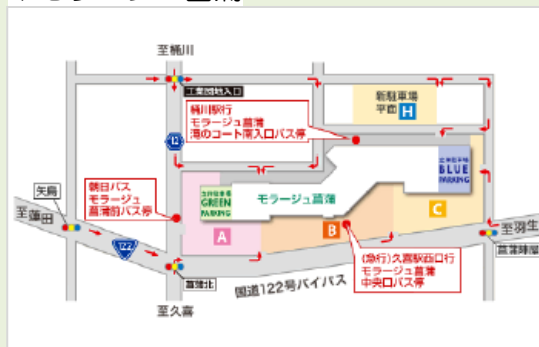 至桶川
工業団地入口
新駐車場
平面 H
桶川駅行
モラージュ菖蒲
滝のコート南入口バス停
12
立体駐車場
BLUE
PARKING
朝日バス
モラージュ
菖蒲前バス停
立体駐車場
GREEN
PARKING
モラージュ菖蒲
矢島
至蓮田
C
至羽生
A
B
122
(急行)久喜駅西口行
モラージュ菖蒲
中央口バス停
菖蒲北
国道122号バイパス
至久喜